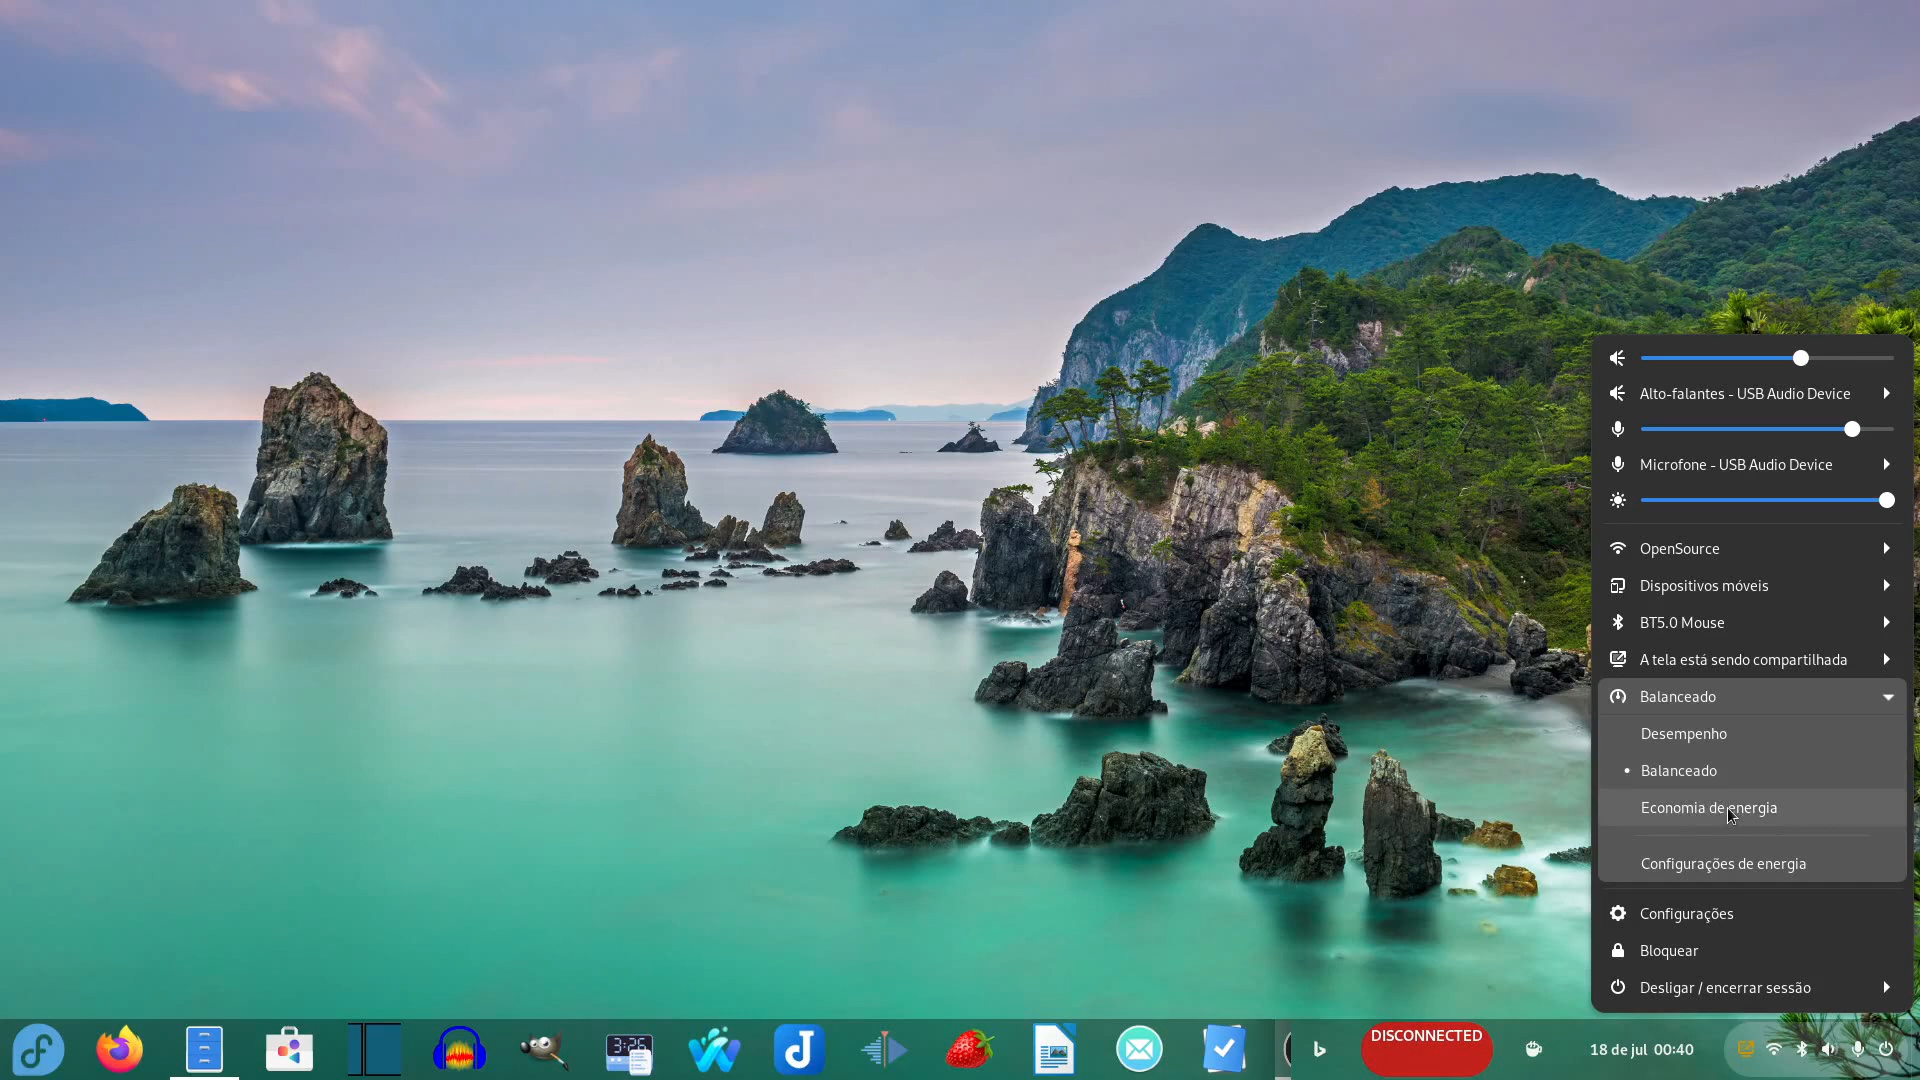 Alto-falantes - USB Audio Device
Microfone - USB Audio Device
OpenSource
Dispositivos móveis
BT5.0 Mouse
A tela está sendo compartilhada
Balanceado
Desempenho
• Balanceado
Economia de energia
Configurações de energia
Configurações
Bloquear
Desligar / encerrar sessão
3:25
DISCONNECTED
18 de jul 00:40